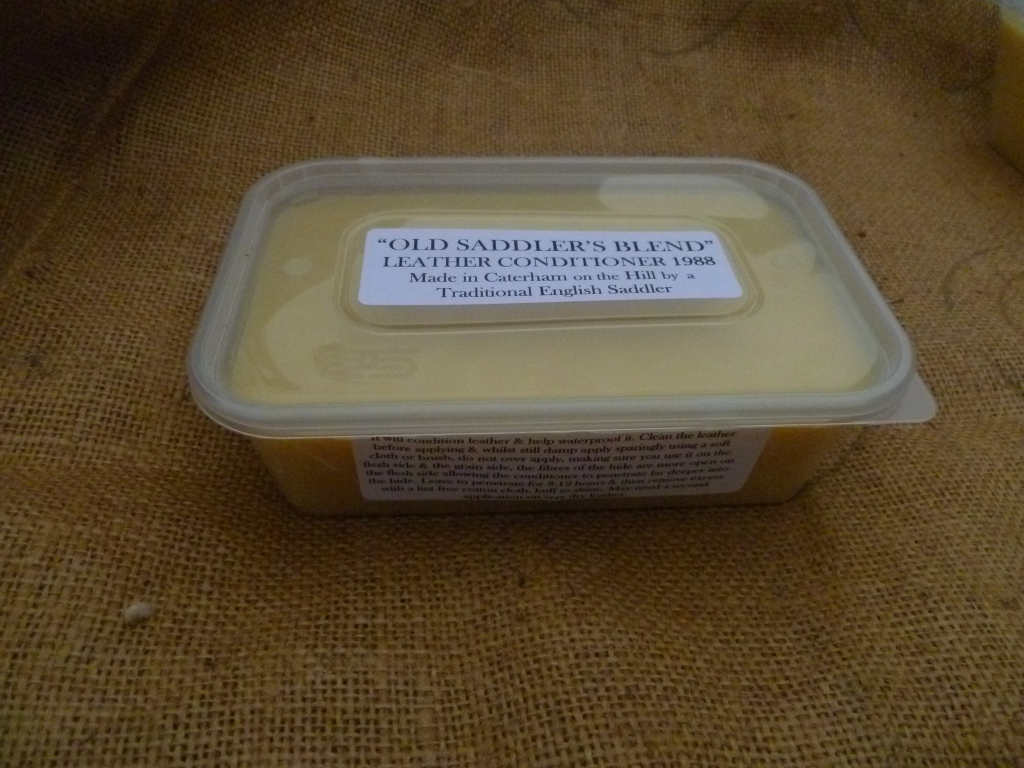 “OLD SADDLER’S BLEND”
LEATHER CONDITIONER 1988
Made in Caterham on the Hill by a
Traditional English Saddler
it will condition leather & help waterproof it. Clean the leather
before applying & whilst still damp apply sparingly using a soft
cloth or brush, do not over apply, making sure you use it on the
flesh side & the grain side, the fibres of the hide are more open on
the flesh side allowing the conditioner to penetrate far deeper into
the hide. Leave to penetrate for 8-12 hours & then remove excess
with a lint free cotton cloth, buff to shine. May need a second
application on very dry leather.